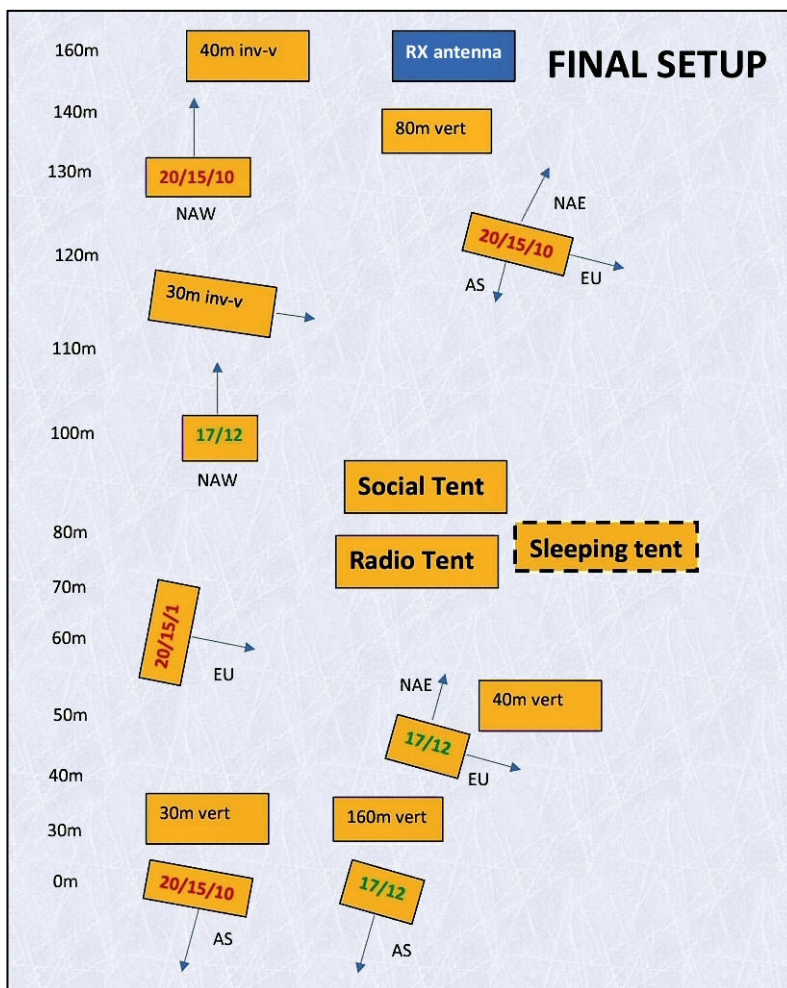 160m
40m inv-v
RX antenna
FINAL SETUP
140m
80m vert
130m
20/15/10
NAW
NAE
20/15/10
120m
AS
EU
30m inv-v
110m
100m
17/12
NAW
Social Tent
80m
Radio Tent
Sleeping tent
70m
20/15/1
60m
EU
NAE
40m vert
50m
17/12
EU
40m
30m vert
160m vert
30m
0m
20/15/10
17/12
AS
AS